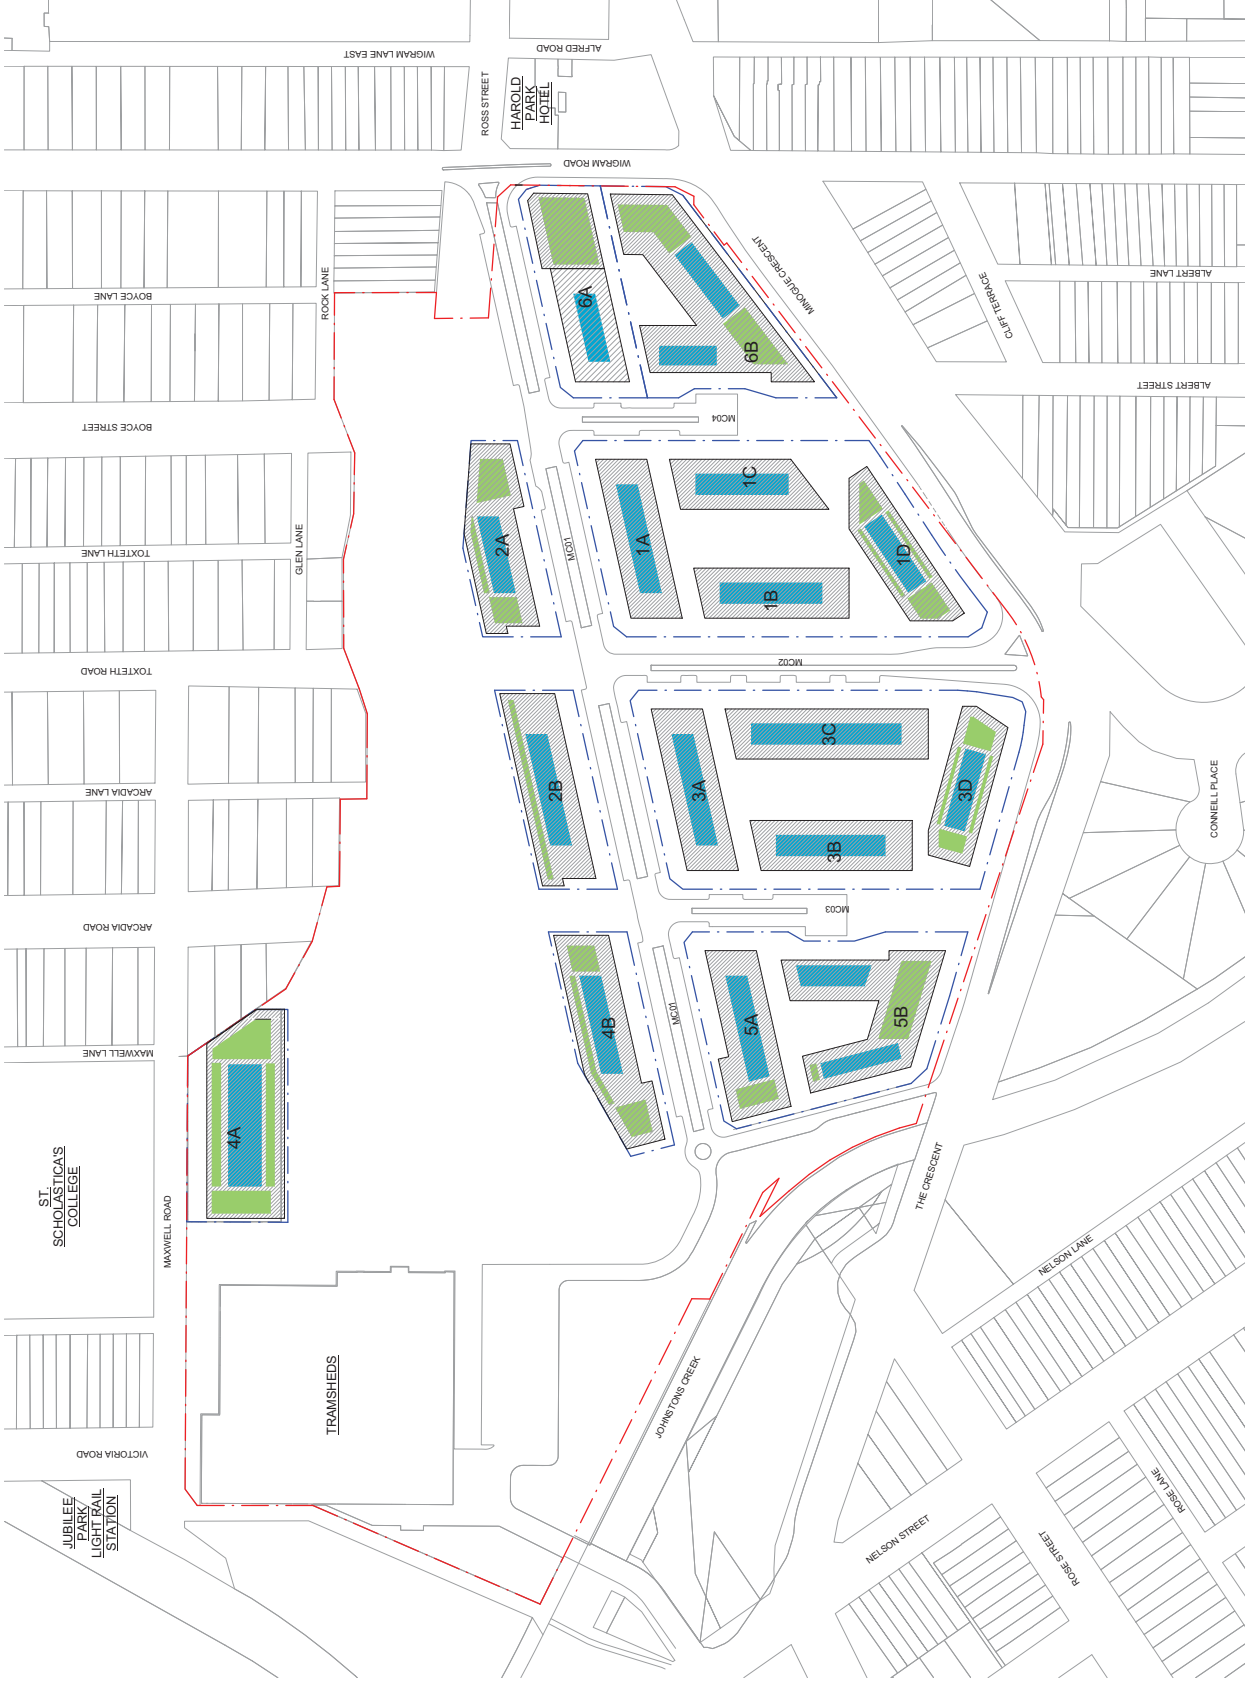 WIGRAM LANE EAST
ALFRED ROAD
ROSS STREET
HAROLD
PARK
HOTEL
WIGRAM ROAD
ROCK LANE
BOYCE LANE
MINOGUE CRESCENT
ALBERT LANE
CLIFF TERRACE
6A
6B
ALBERT STREET
BOYCE STREET
MC04
1C
GLEN LANE
TOXTETH LANE
2A
MC01
1A
1D
1B
TOXTETH ROAD
MC02
3C
ARCADIA LANE
2B
3A
3D
CONNEILL PLACE
3B
ARCADIA ROAD
MC03
MAXWELL LANE
4B
MC01
5A
5B
4A
ST.
SCHOLASTICA'S
COLLEGE
MAXWELL ROAD
THE CRESCENT
NELSON LANE
TRAMSHEDS
JOHNSTONS CREEK
VICTORIA ROAD
JUBILEE
PARK
LIGHT RAIL
STATION
NELSON STREET
ROSE LANE
ROSE STREET